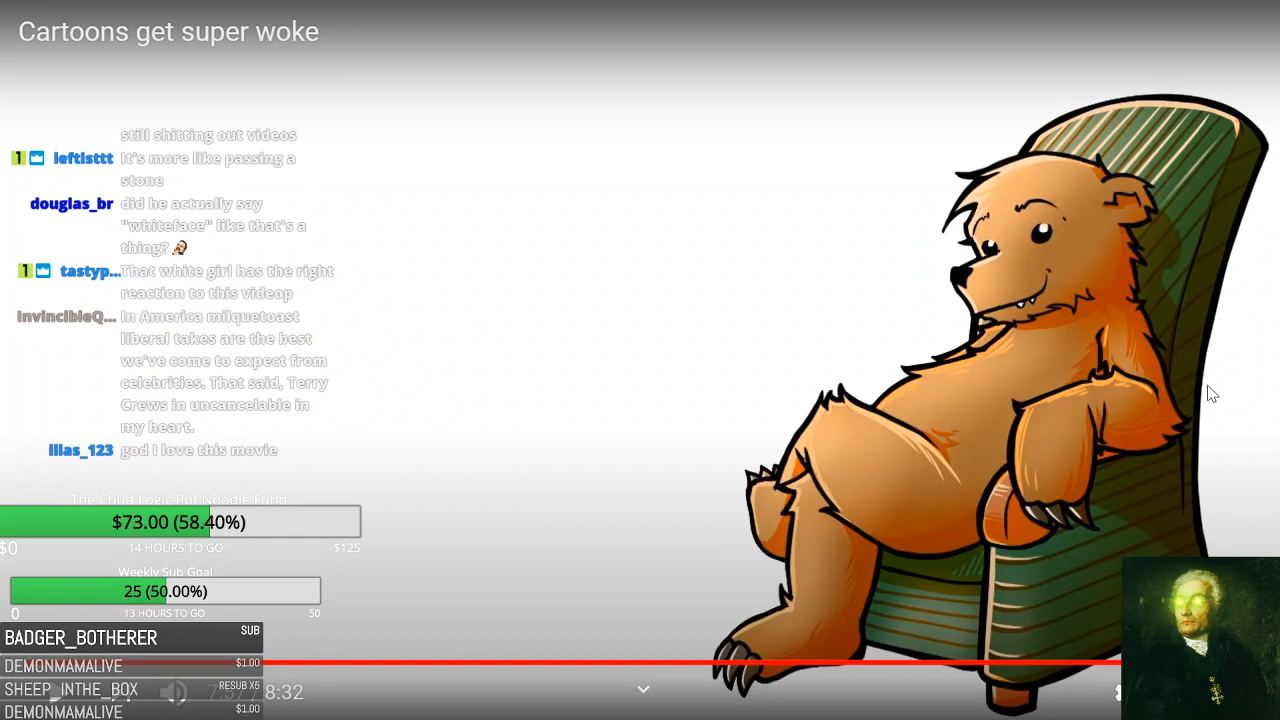 Cartoons get super woke
still shitting out videos
1 leftisttt It's more like passing a
stone
douglas_br did he actually say
"whiteface" like that's a
thing?
1 tastyp... That white girl has the right
reaction to this videop
InvincibleQ... In America milquetoast
liberal takes are the best
we've come to expect from
celebrities. That said, Terry
Crews in uncancelable in
my heart.
god I love this movie
The Child Logic Pot Noodle Fund
$73.00 (58.40%)
$0 14 HOURS TO GO $125
Weekly Sub Goal
25 (50.00%)
0 13 HOURS TO GO 50
BADGER_BOTHERER SUB
DEMONMAMALIVE $1.00
SHEEP_INTHE_BOX RESUB X5
8:32
DEMONMAMALIVE $1.00